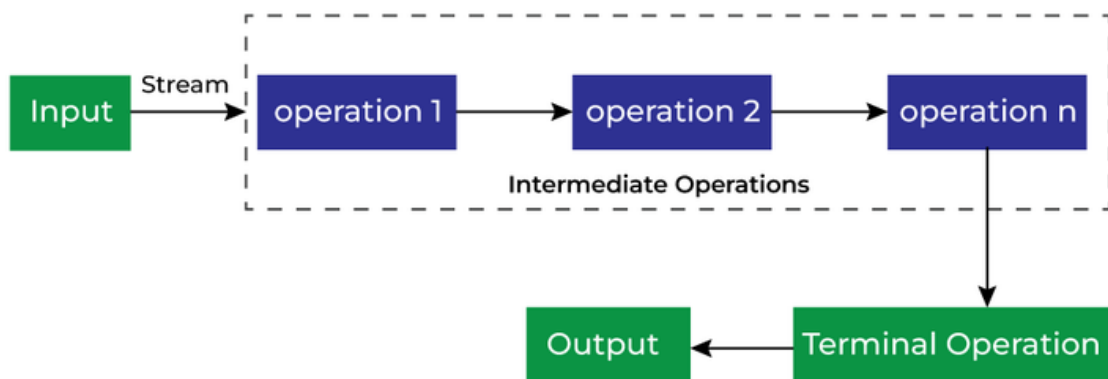 Input
Stream
operation 1
operation 2
operation n
Intermediate Operations
Output
Terminal Operation